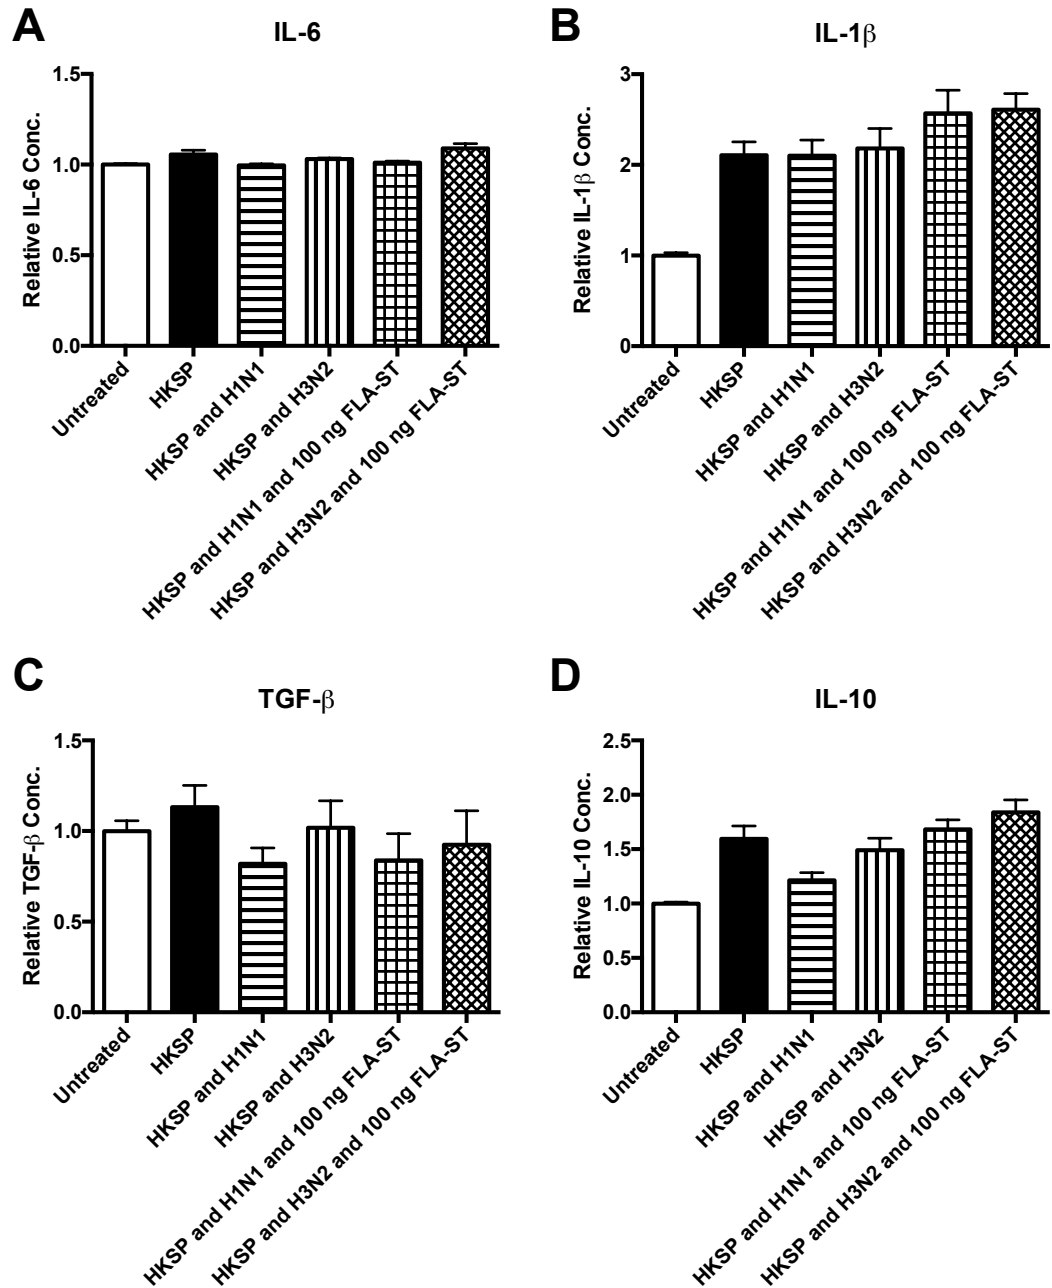 A
IL-6
Relative IL-6 Conc.
1.5
1.0
0.5
0.0
Untreated
HKSP
HKSP and H1N1
HKSP and H3N2
HKSP and H1N1 and 100 ng FLA-ST
HKSP and H3N2 and 100 ng FLA-ST
B
IL-1β
Relative IL-1β Conc.
3
2
1
0
Untreated
HKSP
HKSP and H1N1
HKSP and H3N2
HKSP and H1N1 and 100 ng FLA-ST
HKSP and H3N2 and 100 ng FLA-ST
C
TGF-β
Relative TGF-β Conc.
1.5
1.0
0.5
0.0
Untreated
HKSP
HKSP and H1N1
HKSP and H3N2
HKSP and H1N1 and 100 ng FLA-ST
HKSP and H3N2 and 100 ng FLA-ST
D
IL-10
Relative IL-10 Conc.
2.5
2.0
1.5
1.0
0.5
0.0
Untreated
HKSP
HKSP and H1N1
HKSP and H3N2
HKSP and H1N1 and 100 ng FLA-ST
HKSP and H3N2 and 100 ng FLA-ST